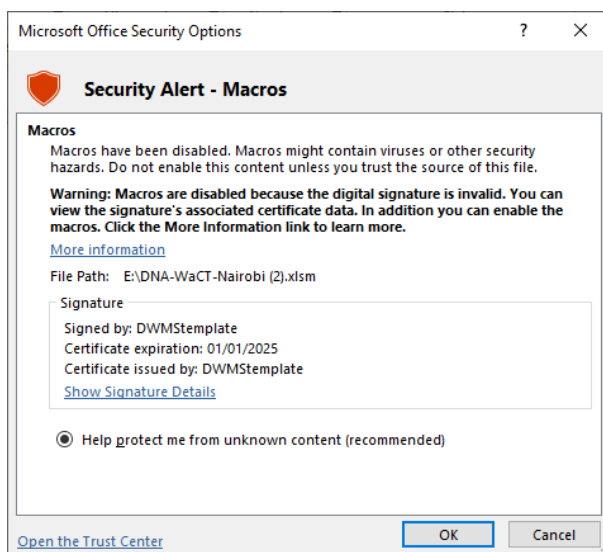 Microsoft Office Security Options
?
Security Alert - Macros
Macros
Macros have been disabled. Macros might contain viruses or other security
hazards. Do not enable this content unless you trust the source of this file.
Warning: Macros are disabled because the digital signature is invalid. You can
view the signature's associated certificate data. In addition you can enable the
macros. Click the More Information link to learn more.
More information
File Path: E:\DNA-WaCT-Nairobi (2).xlsm
Signature
Signed by: DWMStemplate
Certificate expiration: 01/01/2025
Certificate issued by: DWMStemplate
Show Signature Details
Help protect me from unknown content (recommended)
Open the Trust Center
OK
Cancel